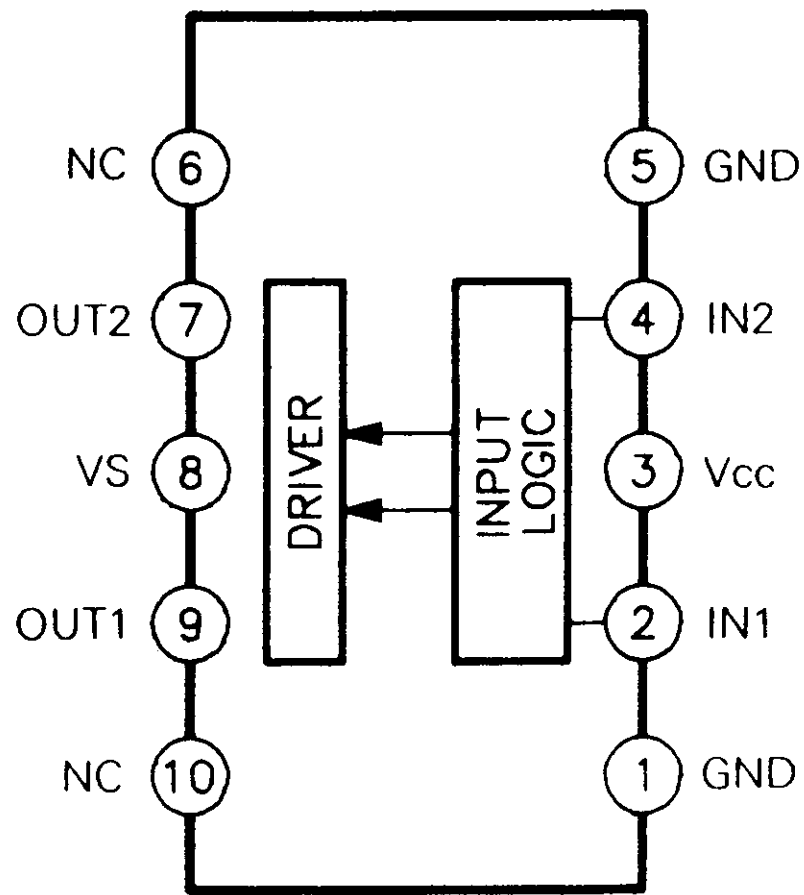 NC 6 5 GND
OUT2 7 4 IN2
VS 8 3 Vcc
OUT1 9 2 IN1
NC 10 1 GND
DRIVER
INPUT
LOGIC